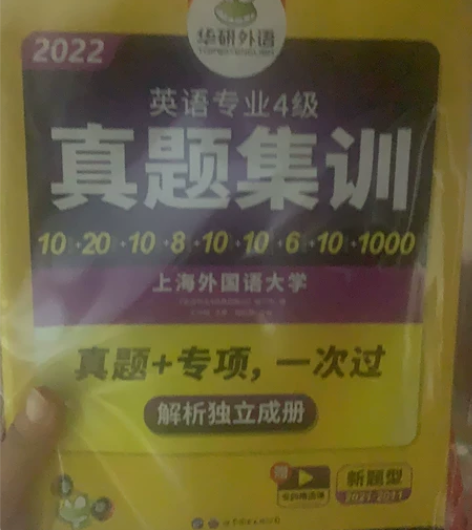 华研外语
2022
英语专业4级
真题集训
10·20·10·8·10·10·6·10·1000
上海外国语大学
真题+专项，一次过
解析独立成册
新题型